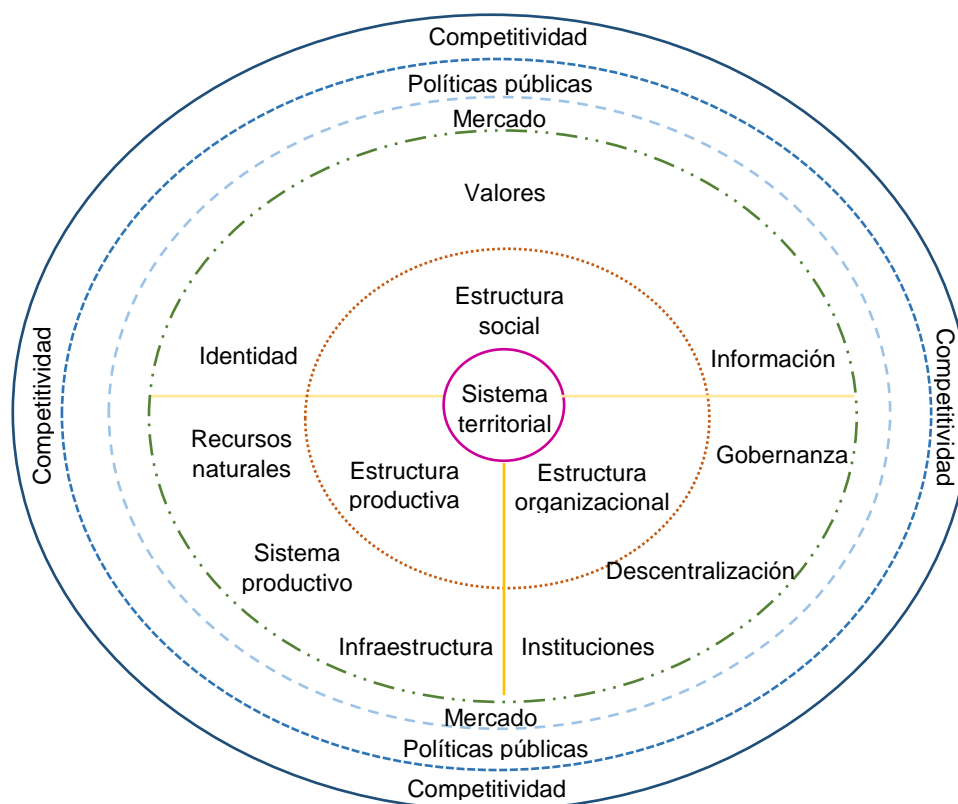 Competitividad
Políticas públicas
Mercado
Valores
Estructura
social
Identidad
Información
Competitividad
Competitividad
Sistema
territorial
Recursos
naturales
Gobernanza
Estructura
productiva
Estructura
organizacional
Sistema
productivo
Descentralización
Infraestructura
Instituciones
Mercado
Políticas públicas
Competitividad